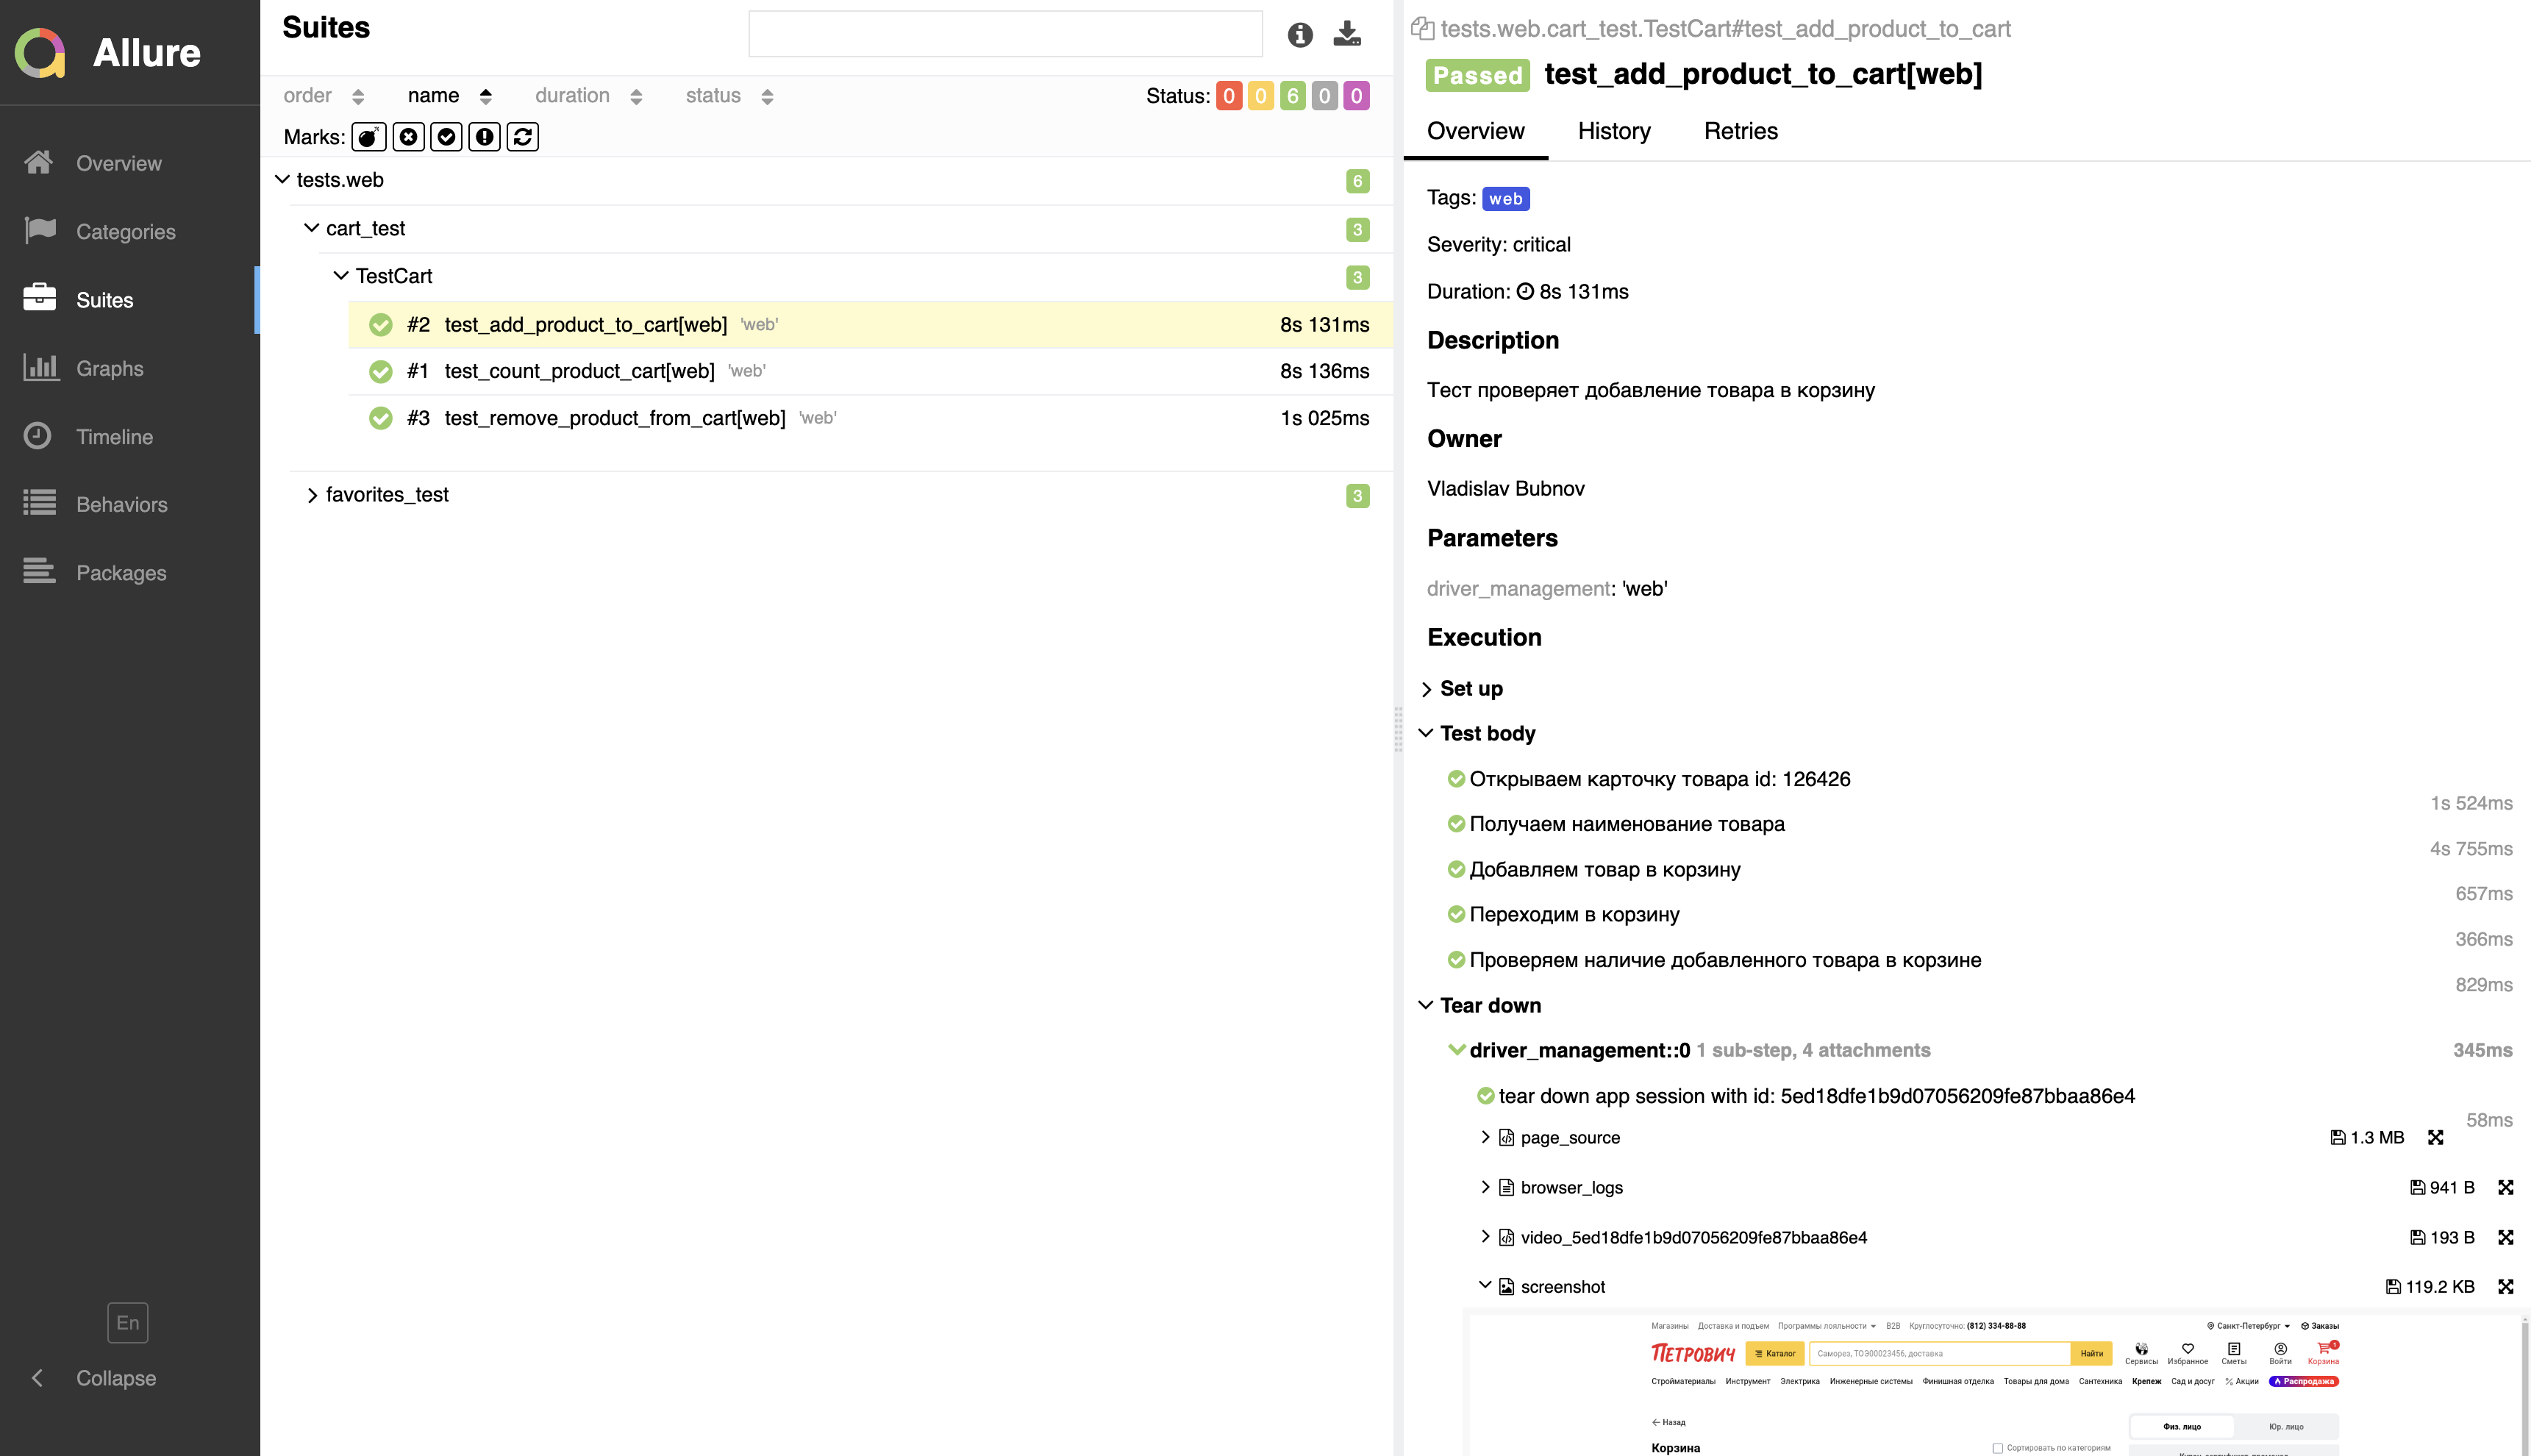 Allure
Overview
Categories
Suites
Graphs
Timeline
Behaviors
Packages
En
Collapse
Suites
order name duration status
Status: 0 0 6 0 0
Marks:
tests.web 6
cart_test 3
TestCart 3
#2 test_add_product_to_cart[web] 'web' 8s 131ms
#1 test_count_product_cart[web] 'web' 8s 136ms
#3 test_remove_product_from_cart[web] 'web' 1s 025ms
favorites_test 3
tests.web.cart_test.TestCart#test_add_product_to_cart
Passed test_add_product_to_cart[web]
Overview History Retries
Tags: web
Severity: critical
Duration: 8s 131ms
Description
Тест проверяет добавление товара в корзину
Owner
Vladislav Bubnov
Parameters
driver_management: 'web'
Execution
Set up
Test body
Открываем карточку товара id: 126426
1s 524ms
Получаем наименование товара
4s 755ms
Добавляем товар в корзину
657ms
Переходим в корзину
366ms
Проверяем наличие добавленного товара в корзине
829ms
Tear down
driver_management::0 1 sub-step, 4 attachments 345ms
tear down app session with id: 5ed18dfe1b9d07056209fe87bbaa86e4
58ms
page_source 1.3 MB
browser_logs 941 B
video_5ed18dfe1b9d07056209fe87bbaa86e4 193 B
screenshot 119.2 KB
Магазины Доставка и подъем Программы лояльности B2B Круглосуточно: (812) 334-88-88 Санкт-Петербург Заказы
ПЕТРОВИЧ Каталог Саморез, ТОЭ00023456, доставка Найти Сервисы Избранное Сметы Войти Корзина 1
Стройматериалы Инструмент Электрика Инженерные системы Финишная отделка Товары для дома Сантехника Крепеж Сад и досуг Акции Распродажа
Назад
Физ. лицо Юр. лицо
Корзина Сортировать по категориям